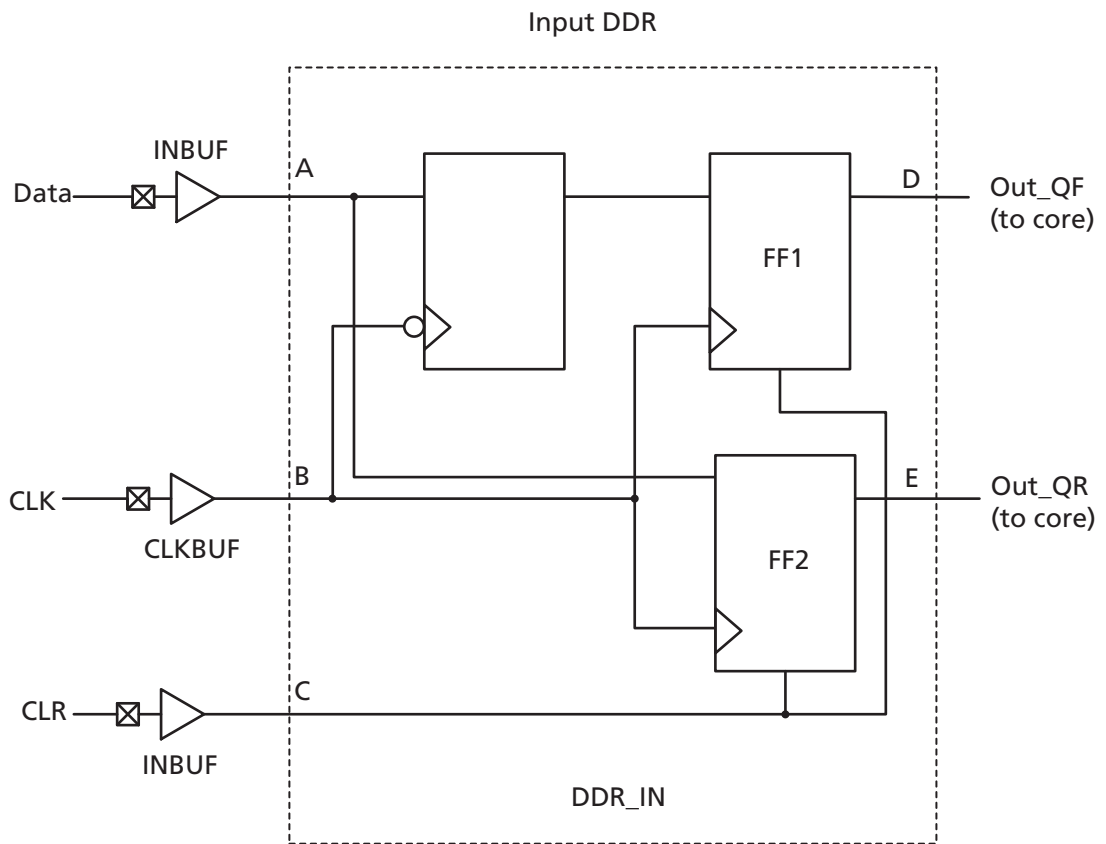 Input DDR
INBUF
A
Data
D
Out_QF
(to core)
FF1
B
CLK
CLKBUF
E
Out_QR
(to core)
FF2
C
CLR
INBUF
DDR_IN